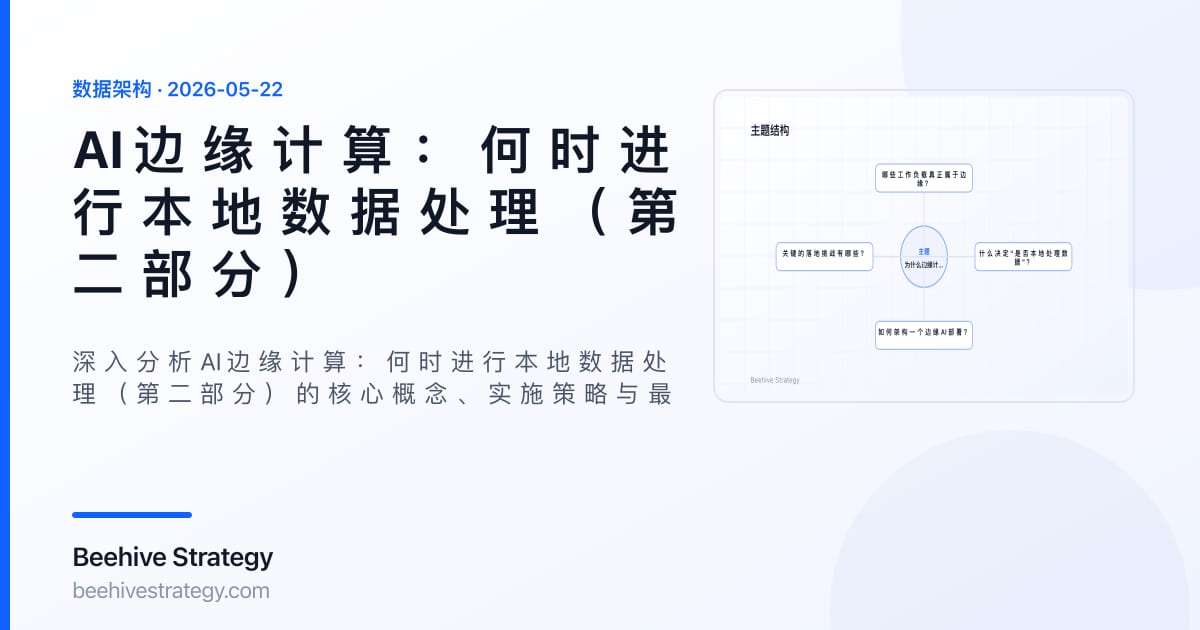 数据架构 · 2026-05-22
AI边缘计算：何时进
行本地数据处理（第
二部分）
深入分析AI边缘计算：何时进行本地数据处
理（第二部分）的核心概念、实施策略与最
Beehive Strategy
beehivestrategy.com
主题结构
哪些工作负载真正属于边
缘？
关键的落地挑战有哪些？
主题
为什么边缘计...
什么决定"是否本地处理数
据"？
如何架构一个边缘AI部署？
Beehive Strategy